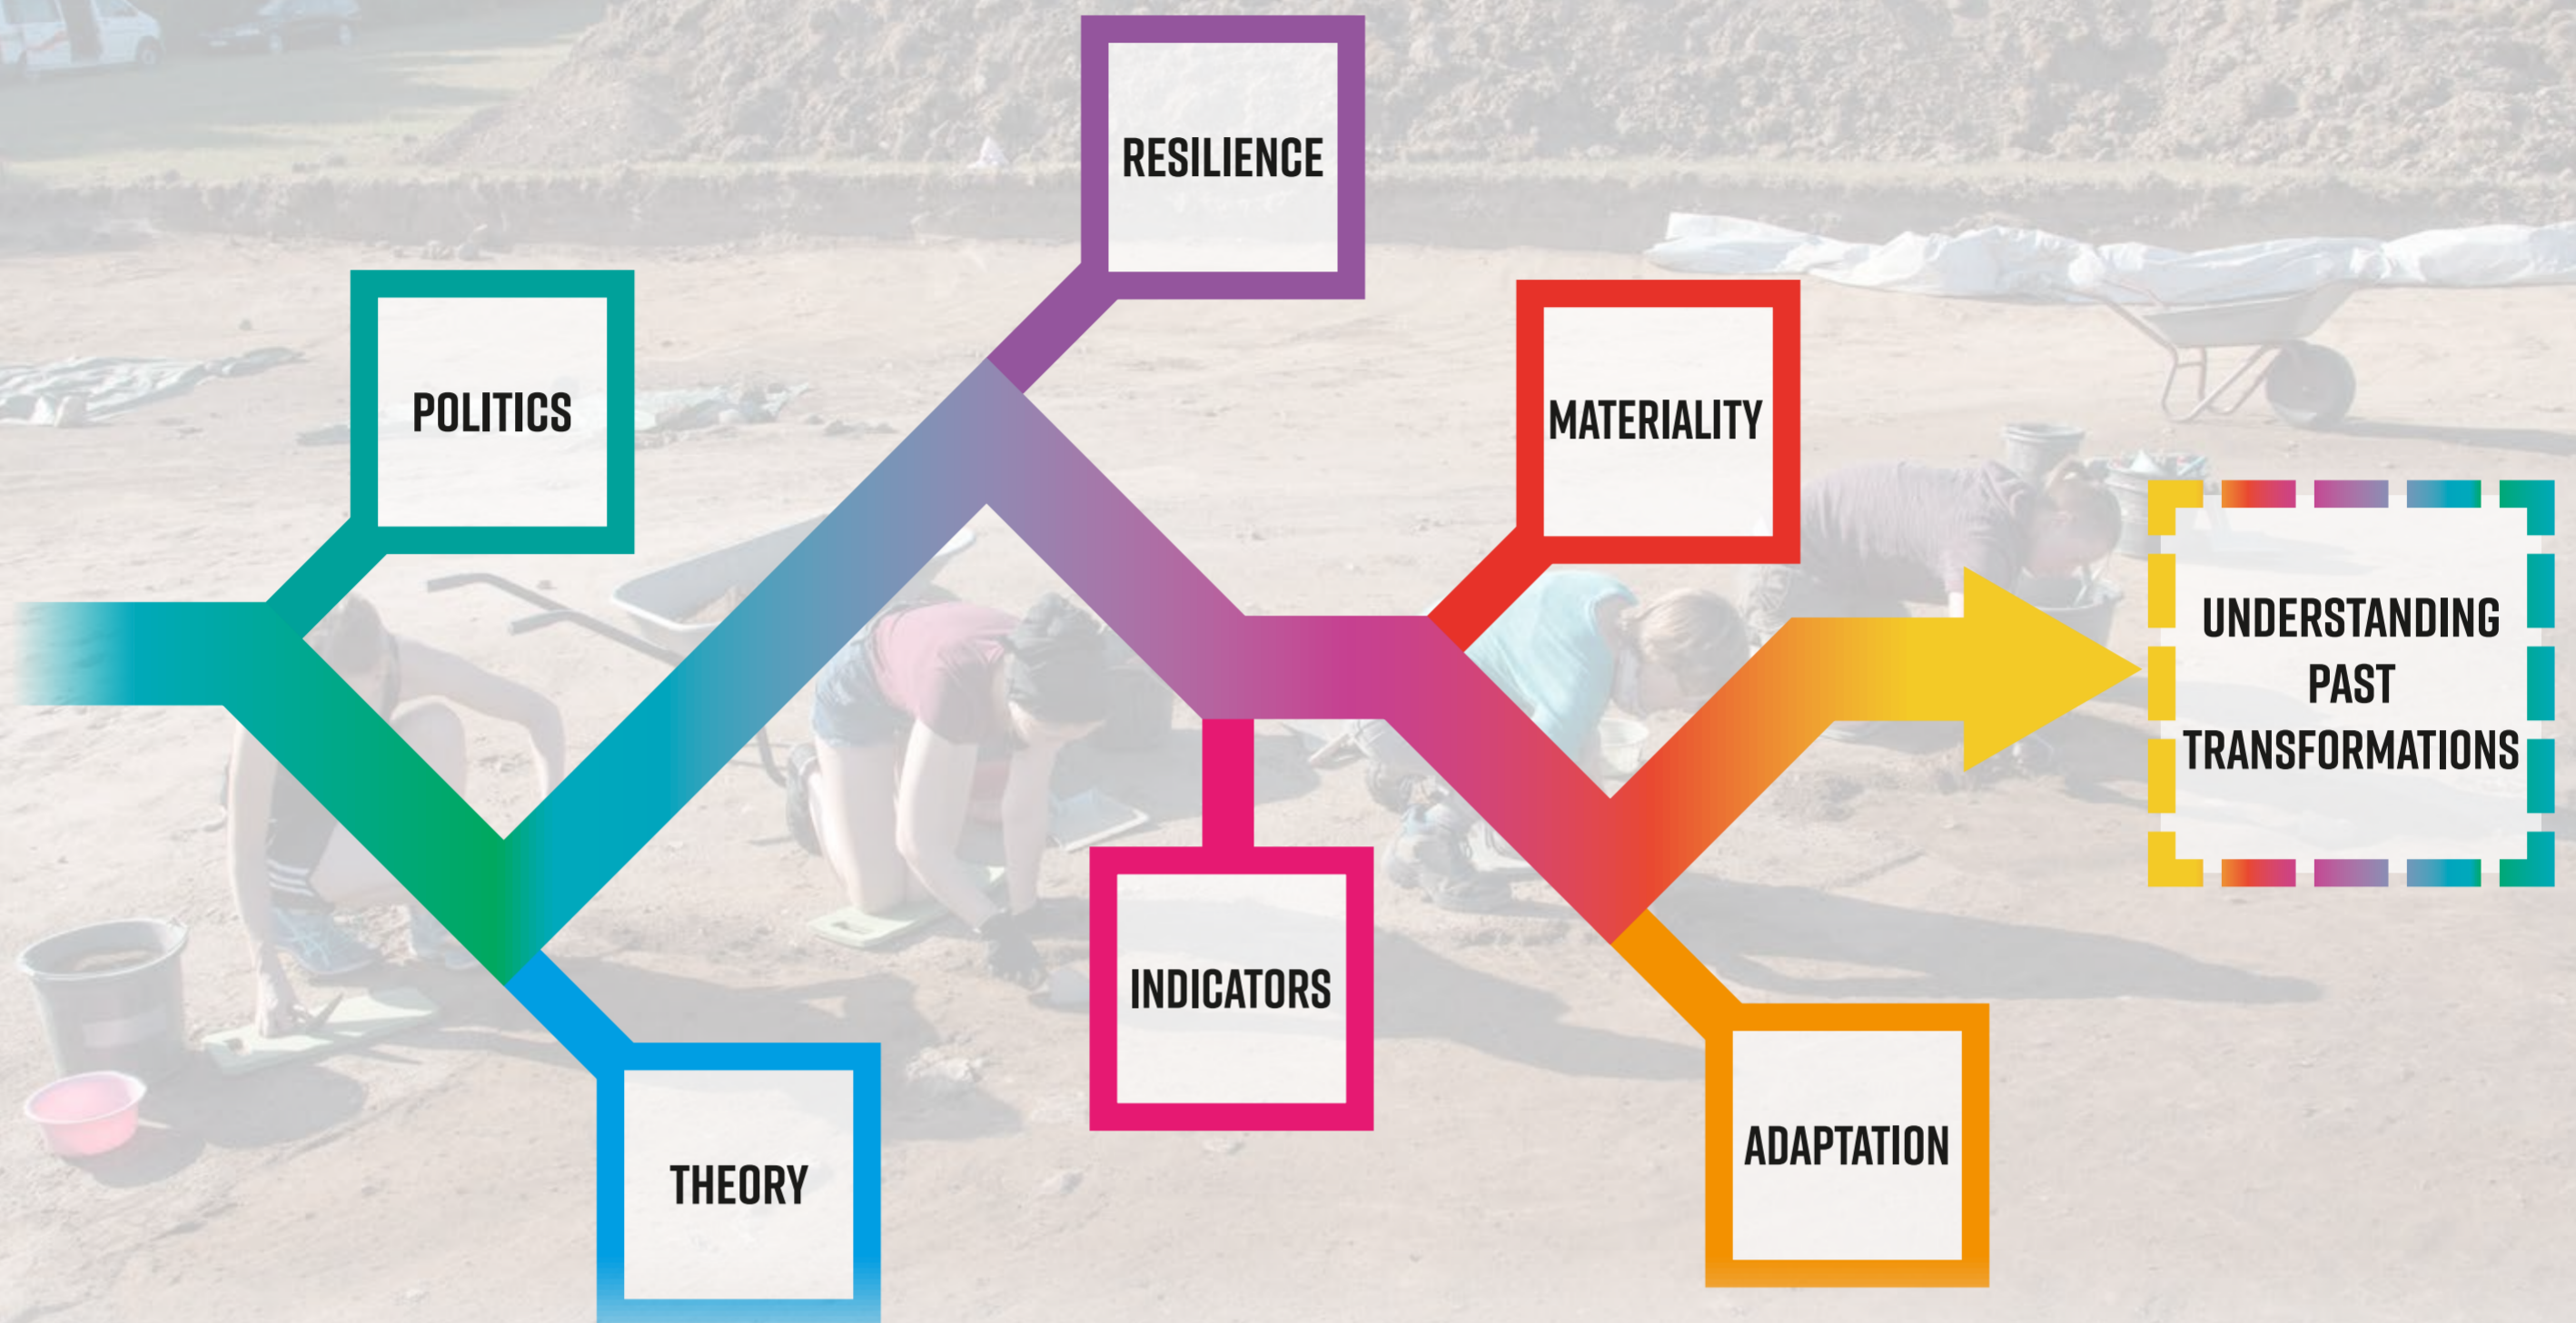 POLITICS
THEORY
RESILIENCE
INDICATORS
MATERIALITY
ADAPTATION
UNDERSTANDING
PAST
TRANSFORMATIONS